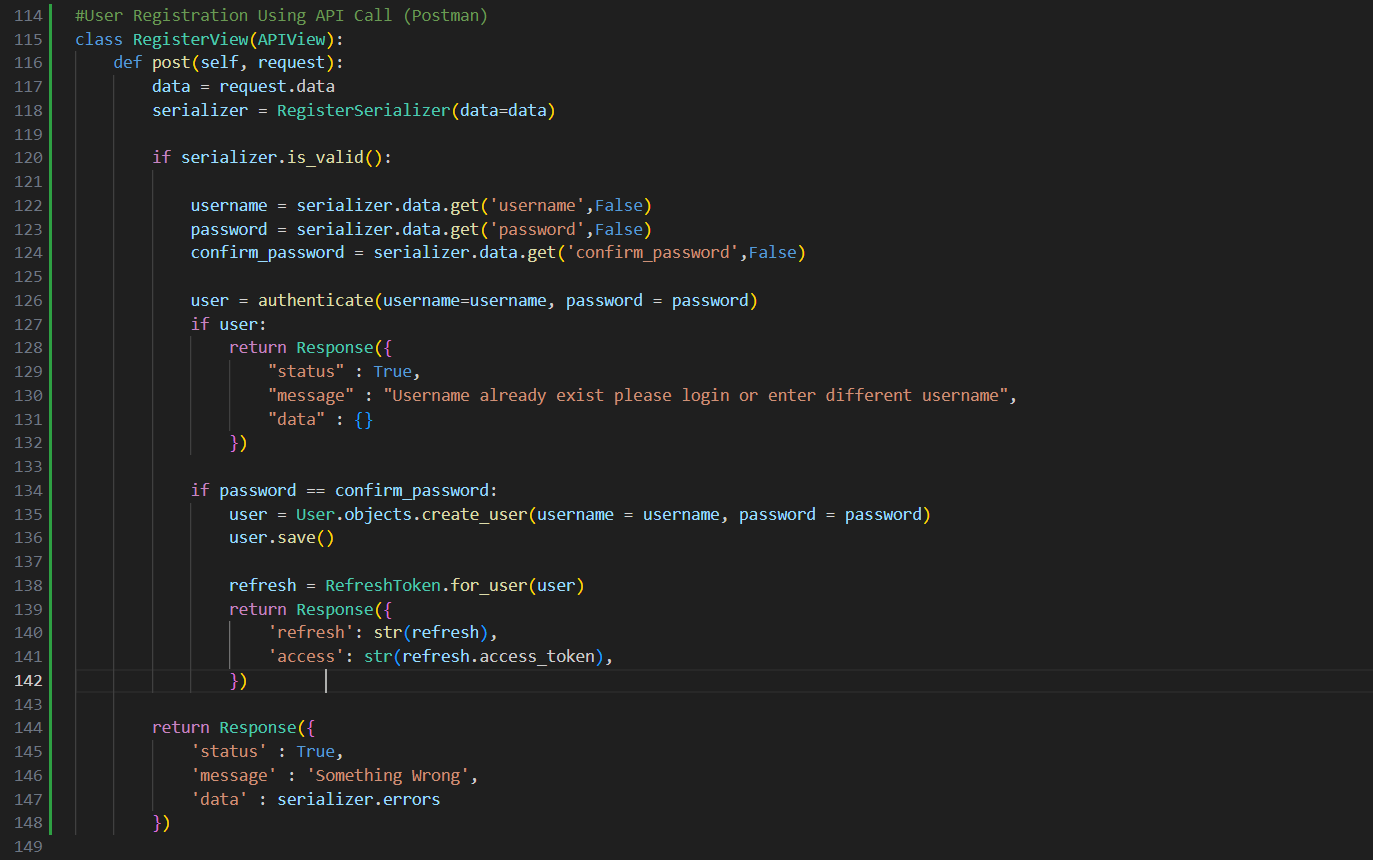 114 #User Registration Using API Call (Postman)
115 class RegisterView(APIView):
116     def post(self, request):
117         data = request.data
118         serializer = RegisterSerializer(data=data)
119
120         if serializer.is_valid():
121
122             username = serializer.data.get('username',False)
123             password = serializer.data.get('password',False)
124             confirm_password = serializer.data.get('confirm_password',False)
125
126             user = authenticate(username=username, password = password)
127             if user:
128                 return Response({
129                     "status" : True,
130                     "message" : "Username already exist please login or enter different username",
131                     "data" : {}
132                 })
133
134             if password == confirm_password:
135                 user = User.objects.create_user(username = username, password = password)
136                 user.save()
137
138                 refresh = RefreshToken.for_user(user)
139                 return Response({
140                     'refresh': str(refresh),
141                     'access': str(refresh.access_token),
142                 })
143
144         return Response({
145             'status' : True,
146             'message' : 'Something Wrong',
147             'data' : serializer.errors
148         })
149